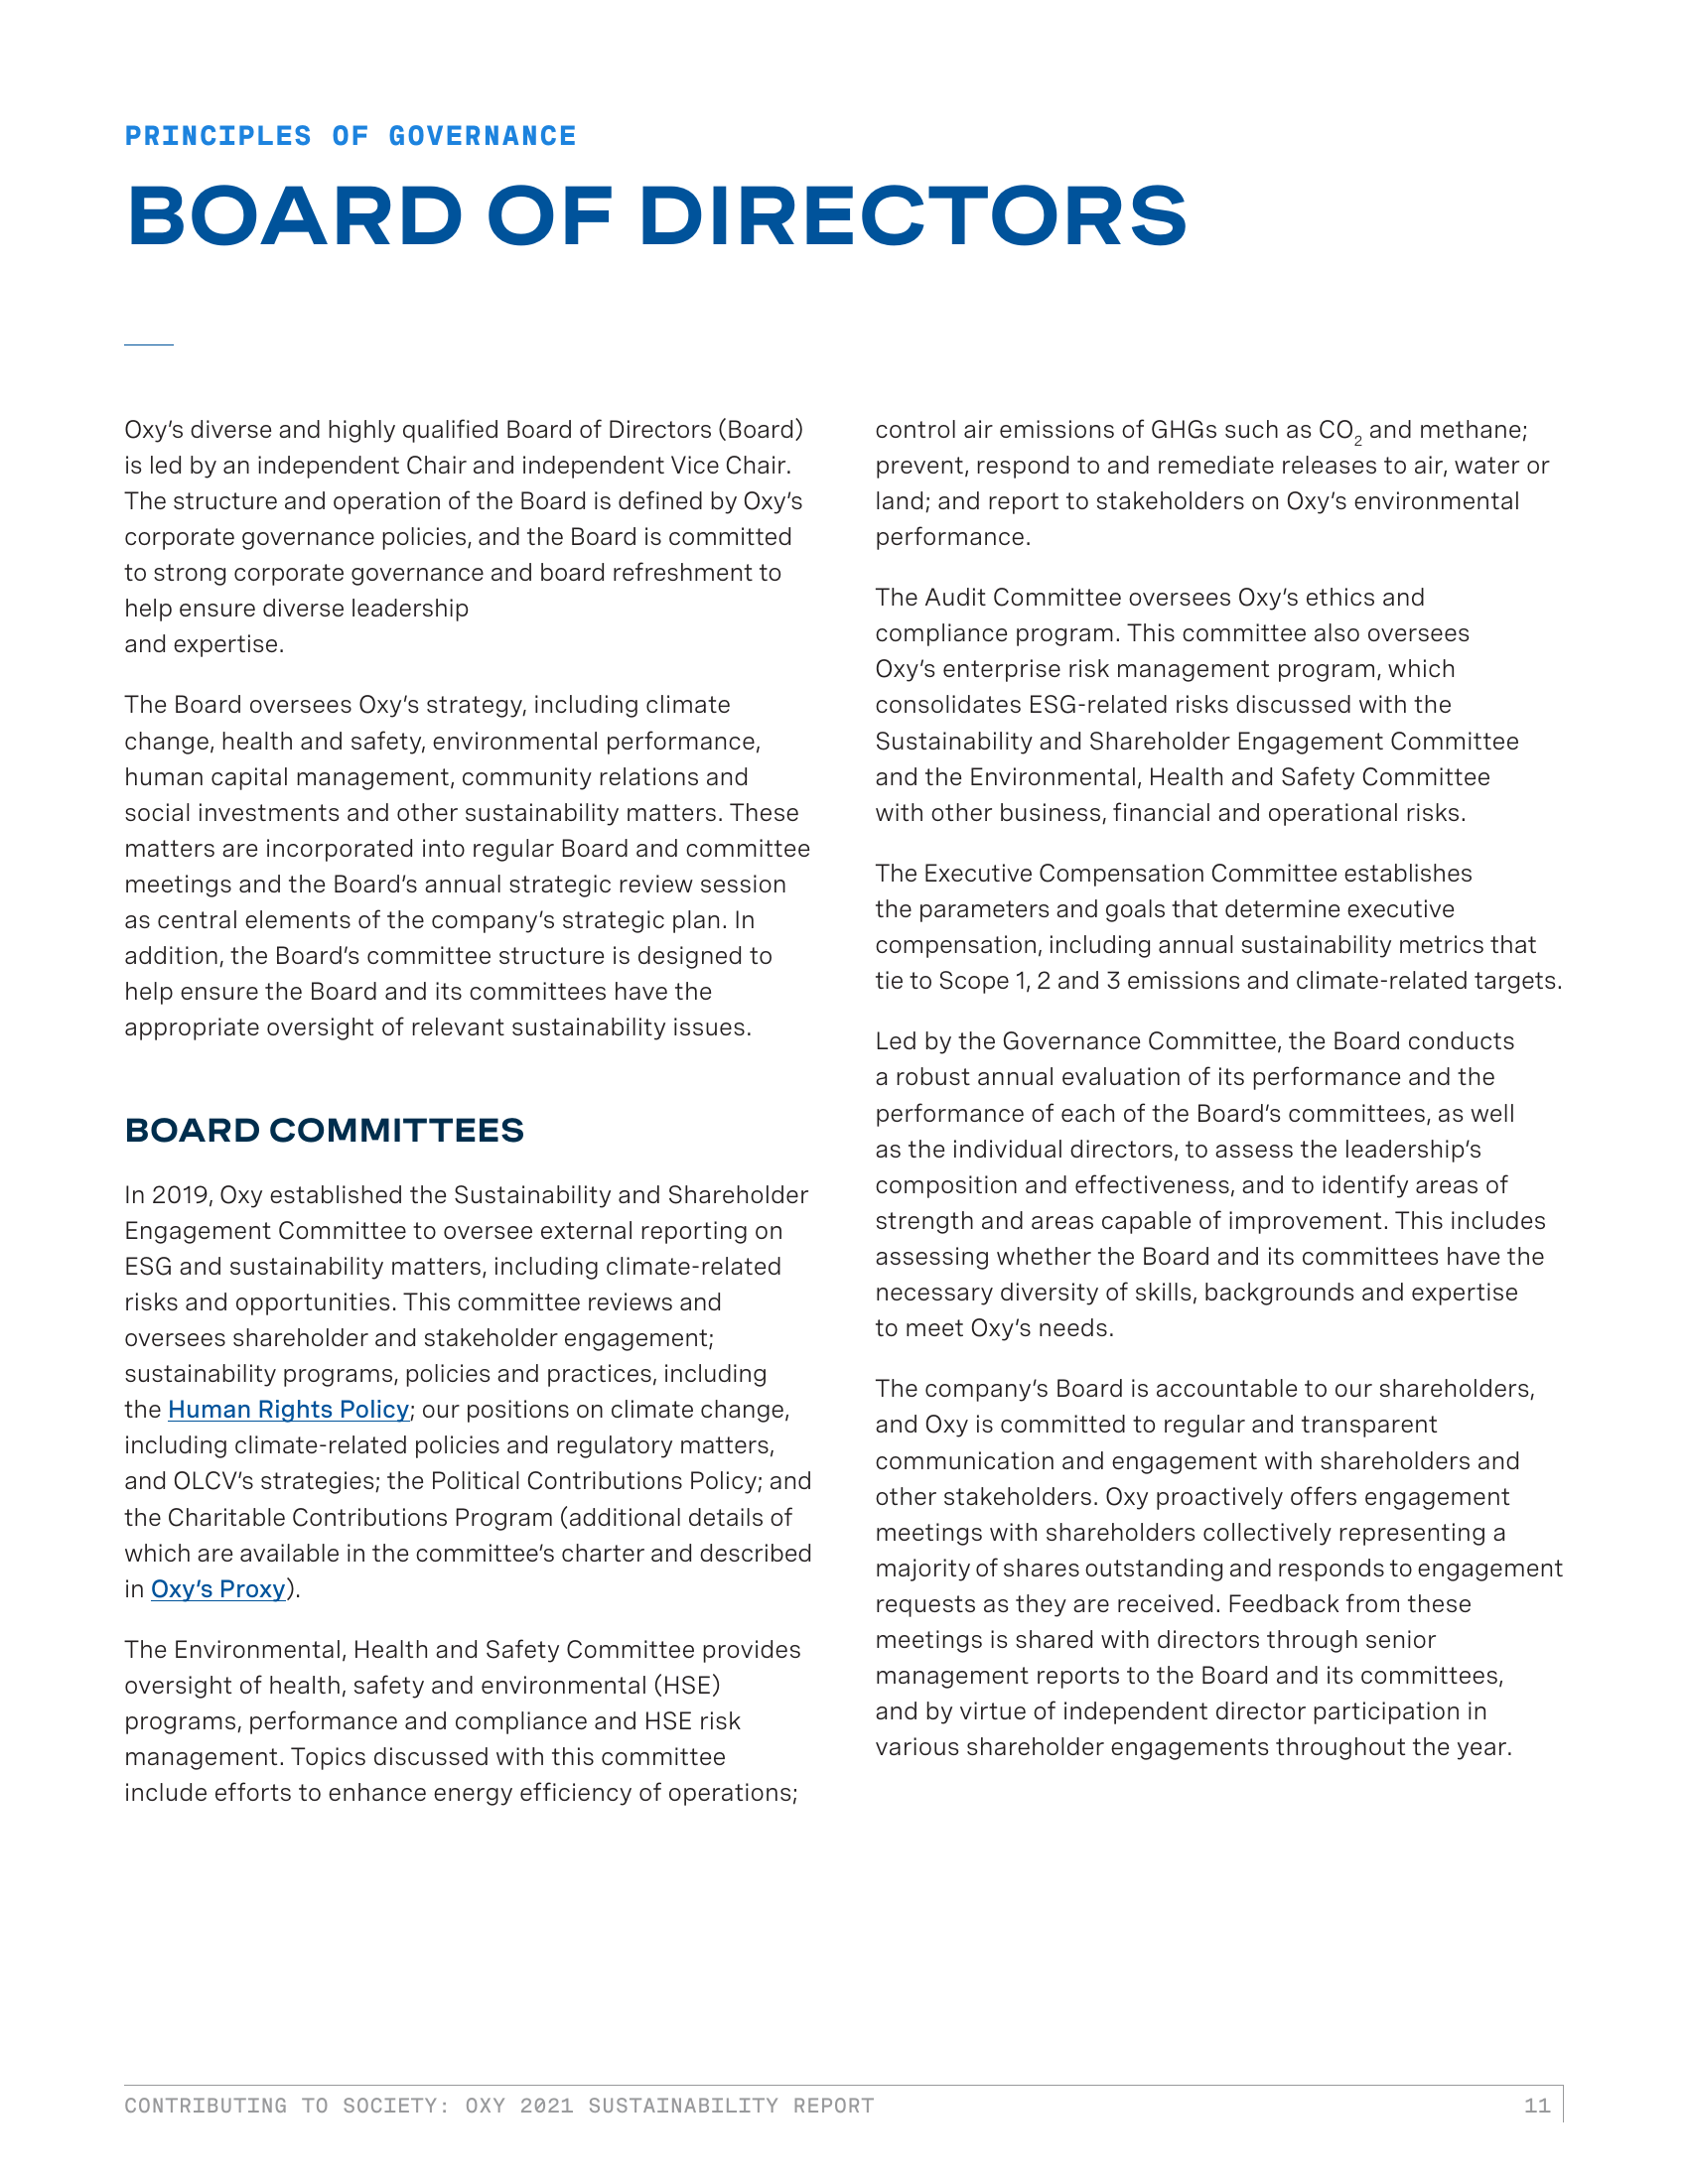 PRINCIPLES OF GOVERNANCE
BOARD OF DIRECTORS
Oxy’s diverse and highly qualified Board of Directors (Board)
is led by an independent Chair and independent Vice Chair.
The structure and operation of the Board is defined by Oxy’s
corporate governance policies, and the Board is committed
to strong corporate governance and board refreshment to
help ensure diverse leadership
and expertise.
The Board oversees Oxy’s strategy, including climate
change, health and safety, environmental performance,
human capital management, community relations and
social investments and other sustainability matters. These
matters are incorporated into regular Board and committee
meetings and the Board’s annual strategic review session
as central elements of the company’s strategic plan. In
addition, the Board’s committee structure is designed to
help ensure the Board and its committees have the
appropriate oversight of relevant sustainability issues.
BOARD COMMITTEES
In 2019, Oxy established the Sustainability and Shareholder
Engagement Committee to oversee external reporting on
ESG and sustainability matters, including climate-related
risks and opportunities. This committee reviews and
oversees shareholder and stakeholder engagement;
sustainability programs, policies and practices, including
the Human Rights Policy; our positions on climate change,
including climate-related policies and regulatory matters,
and OLCV’s strategies; the Political Contributions Policy; and
the Charitable Contributions Program (additional details of
which are available in the committee’s charter and described
in Oxy’s Proxy).
The Environmental, Health and Safety Committee provides
oversight of health, safety and environmental (HSE)
programs, performance and compliance and HSE risk
management. Topics discussed with this committee
include efforts to enhance energy efficiency of operations;
control air emissions of GHGs such as CO₂ and methane;
prevent, respond to and remediate releases to air, water or
land; and report to stakeholders on Oxy’s environmental
performance.
The Audit Committee oversees Oxy’s ethics and
compliance program. This committee also oversees
Oxy’s enterprise risk management program, which
consolidates ESG-related risks discussed with the
Sustainability and Shareholder Engagement Committee
and the Environmental, Health and Safety Committee
with other business, financial and operational risks.
The Executive Compensation Committee establishes
the parameters and goals that determine executive
compensation, including annual sustainability metrics that
tie to Scope 1, 2 and 3 emissions and climate-related targets.
Led by the Governance Committee, the Board conducts
a robust annual evaluation of its performance and the
performance of each of the Board’s committees, as well
as the individual directors, to assess the leadership’s
composition and effectiveness, and to identify areas of
strength and areas capable of improvement. This includes
assessing whether the Board and its committees have the
necessary diversity of skills, backgrounds and expertise
to meet Oxy’s needs.
The company’s Board is accountable to our shareholders,
and Oxy is committed to regular and transparent
communication and engagement with shareholders and
other stakeholders. Oxy proactively offers engagement
meetings with shareholders collectively representing a
majority of shares outstanding and responds to engagement
requests as they are received. Feedback from these
meetings is shared with directors through senior
management reports to the Board and its committees,
and by virtue of independent director participation in
various shareholder engagements throughout the year.
CONTRIBUTING TO SOCIETY: OXY 2021 SUSTAINABILITY REPORT
11